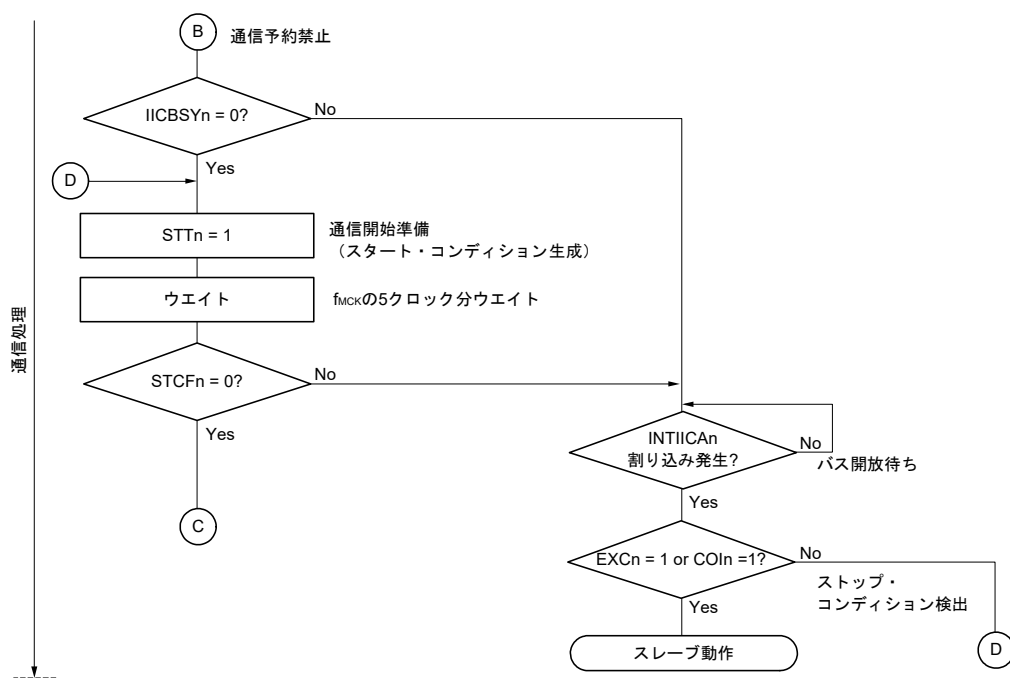 B
通信予約禁止
IICBSYn = 0?
No
Yes
D
STTn = 1
通信開始準備
（スタート・コンディション生成）
ウエイト
fMCKの5クロック分ウエイト
通信処理
STCFn = 0?
No
Yes
INTIICAn
割り込み発生?
No
バス開放待ち
Yes
C
EXCn = 1 or COIn =1?
No
ストップ・
コンディション検出
Yes
スレーブ動作
D